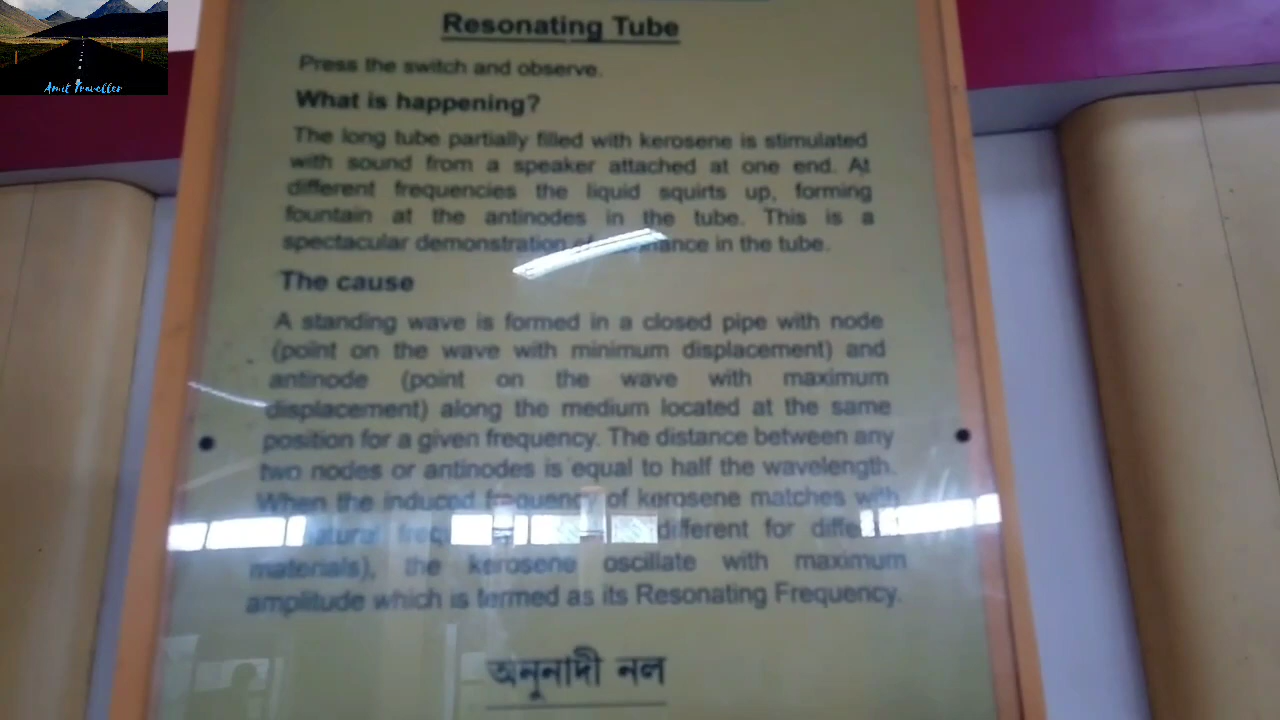 Amit Traveller
Resonating Tube
Press the switch and observe.
What is happening?
The long tube partially filled with kerosene is stimulated
with sound from a speaker attached at one end. At
different frequencies the liquid squirts up, forming
fountain at the antinodes in the tube. This is a
spectacular demonstration in the tube.
The cause
A standing wave is formed in a closed pipe with node
(point on the wave with minimum displacement) and
antinode (point on the wave with maximum
displacement) along the medium located at the same
position for a given frequency. The distance between any
two nodes or antinodes is equal to half the wavelength.
When the induced frequency of kerosene matches with
different for
materials), the kerosene oscillate with maximum
amplitude which is termed as its Resonating Frequency.
অনুনাদী নল